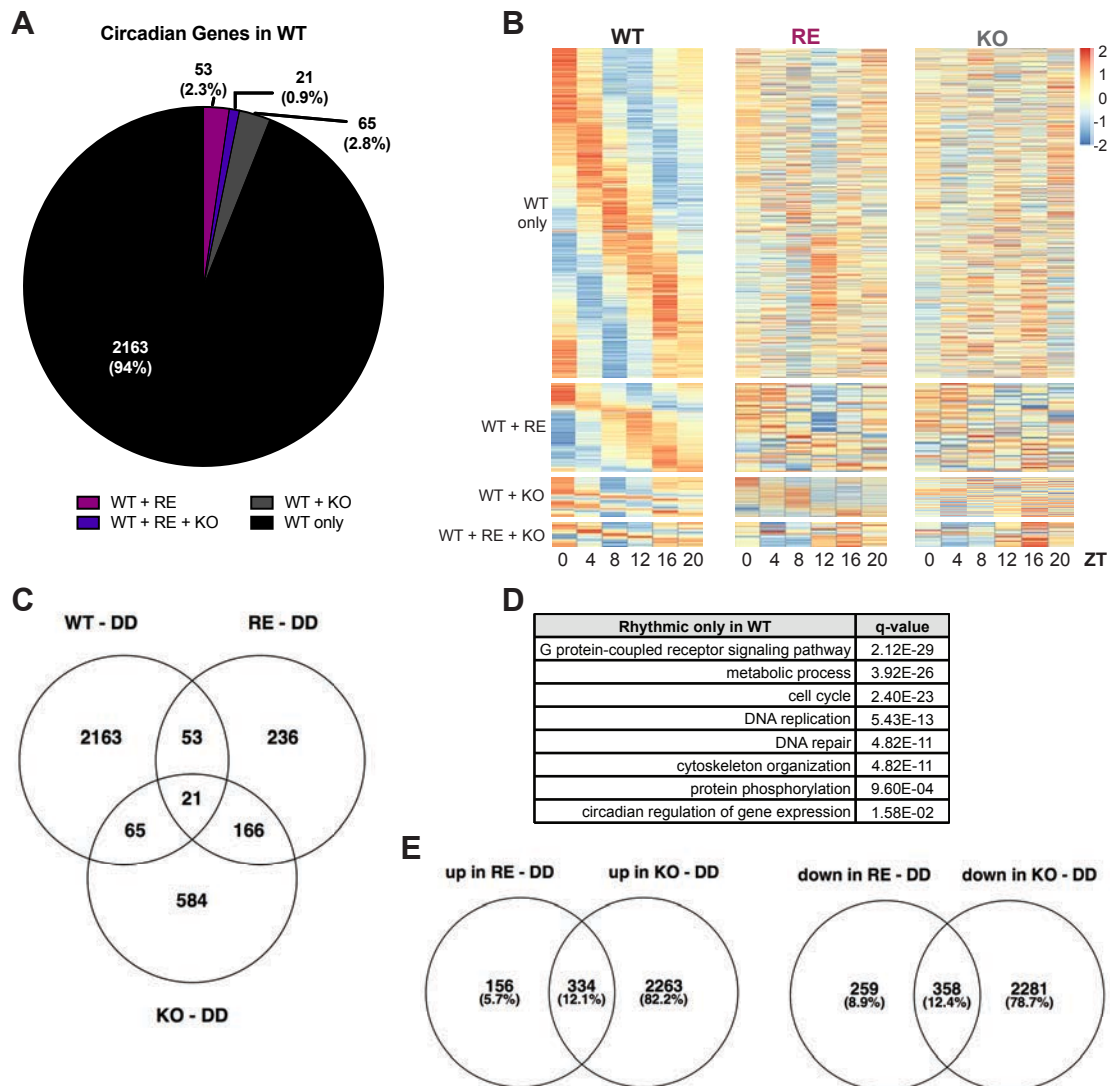 A
Circadian Genes in WT
53
(2.3%)
21
(0.9%)
65
(2.8%)
2163
(94%)
WT + RE
WT + KO
WT + RE + KO
WT only
B
WT
RE
KO
2
1
0
-1
-2
WT
only
WT + RE
WT + KO
WT + RE + KO
0 4 8 12 16 20
0 4 8 12 16 20
0 4 8 12 16 20
ZT
C
WT - DD
RE - DD
2163
53
236
21
65
166
584
KO - DD
D
Rhythmic only in WT q-value
G protein-coupled receptor signaling pathway 2.12E-29
metabolic process 3.92E-26
cell cycle 2.40E-23
DNA replication 5.43E-13
DNA repair 4.82E-11
cytoskeleton organization 4.82E-11
protein phosphorylation 9.60E-04
circadian regulation of gene expression 1.58E-02
E
up in RE - DD
up in KO - DD
156
(5.7%)
334
(12.1%)
2263
(82.2%)
down in RE - DD
down in KO - DD
259
(8.9%)
358
(12.4%)
2281
(78.7%)